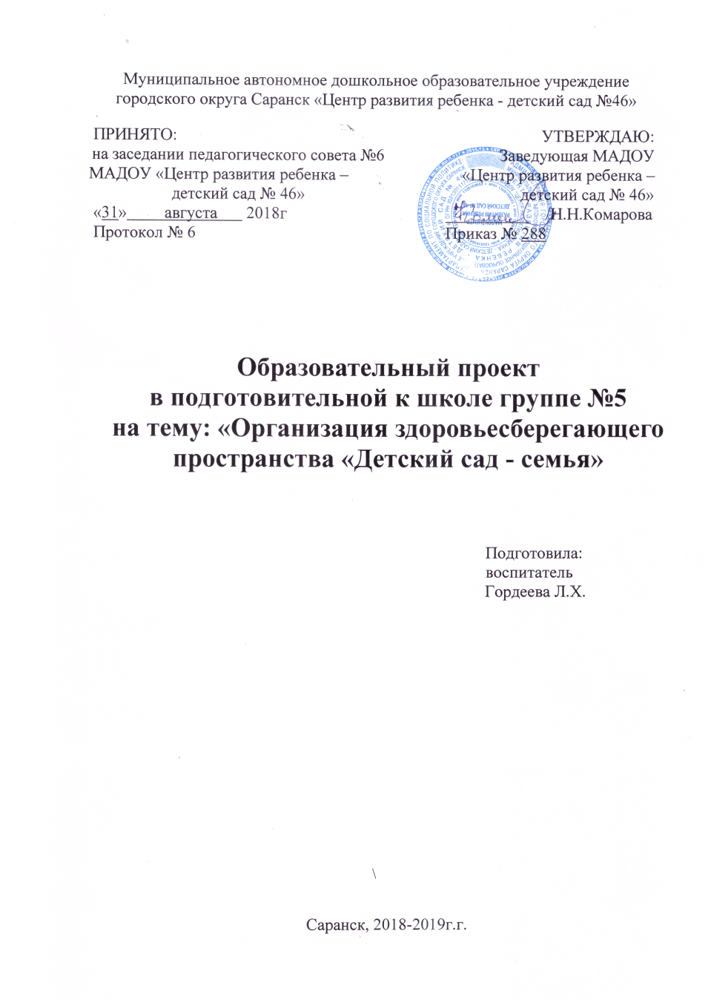 Муниципальное автономное дошкольное образовательное учреждение
городского округа Саранск «Центр развития ребенка - детский сад №46»
ПРИНЯТО:
на заседании педагогического совета №6
МАДОУ «Центр развития ребенка –
детский сад № 46»
«31» августа 2018г
Протокол № 6
УТВЕРЖДАЮ:
Заведующая МАДОУ
«Центр развития ребенка –
детский сад № 46»
/Н.Н.Комарова
Приказ № 288
Образовательный проект
в подготовительной к школе группе №5
на тему: «Организация здоровьесберегающего
пространства «Детский сад - семья»
Подготовила:
воспитатель
Гордеева Л.Х.
\
Саранск, 2018-2019г.г.